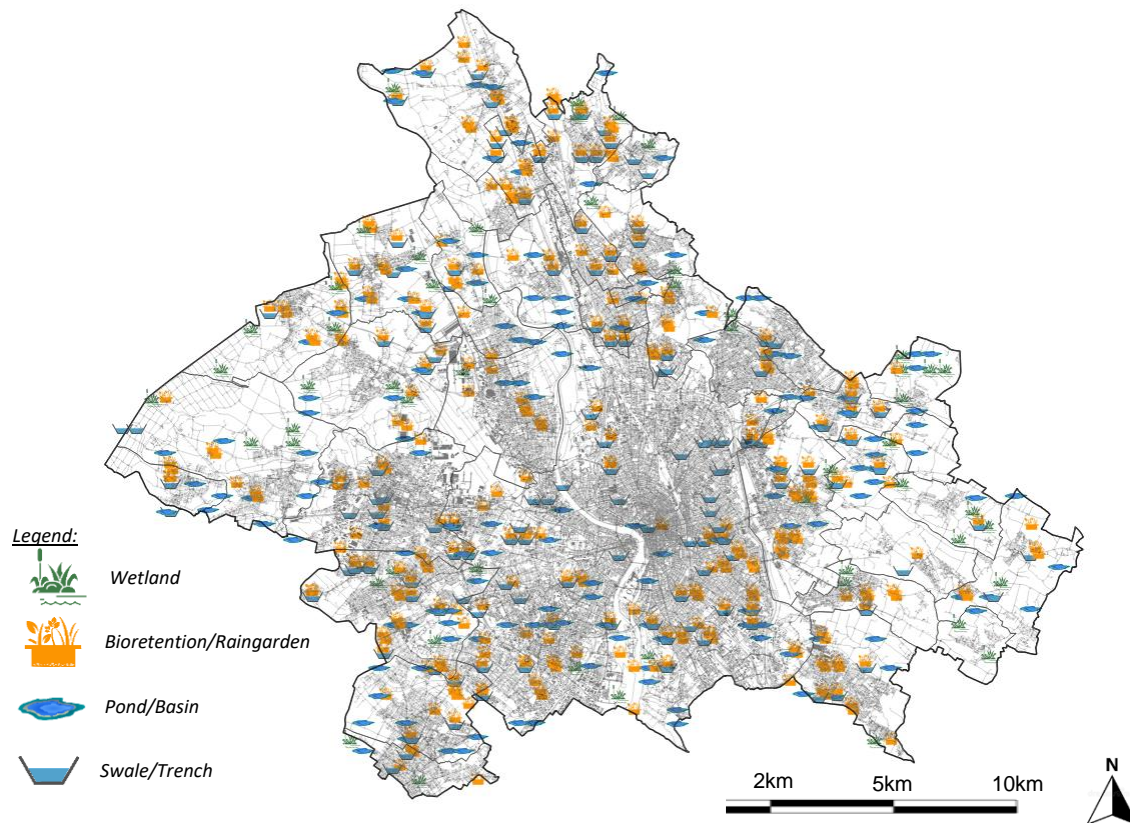 Legend:
Wetland
Bioretention/Raingarden
Pond/Basin
Swale/Trench
2km 5km 10km
N